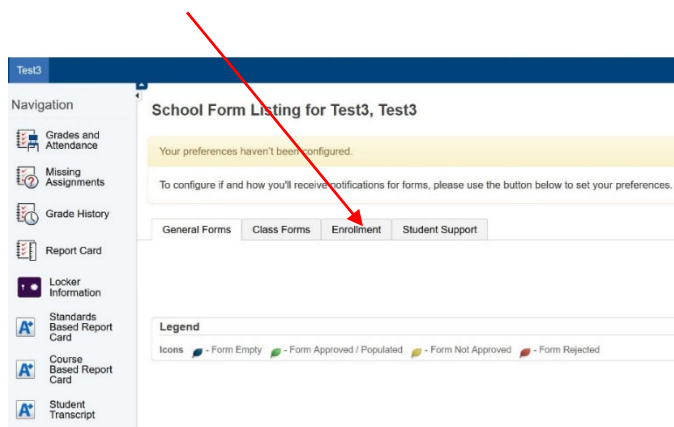 Test3
Navigation
Grades and
Attendance
Missing
Assignments
Grade History
Report Card
Locker
Information
Standards
Based Report
Card
Course
Based Report
Card
Student
Transcript
School Form Listing for Test3, Test3
Your preferences haven't been configured.
To configure if and how you'll receive notifications for forms, please use the button below to set your preferences.
General Forms Class Forms Enrollment Student Support
Legend
Icons - Form Empty - Form Approved / Populated - Form Not Approved - Form Rejected